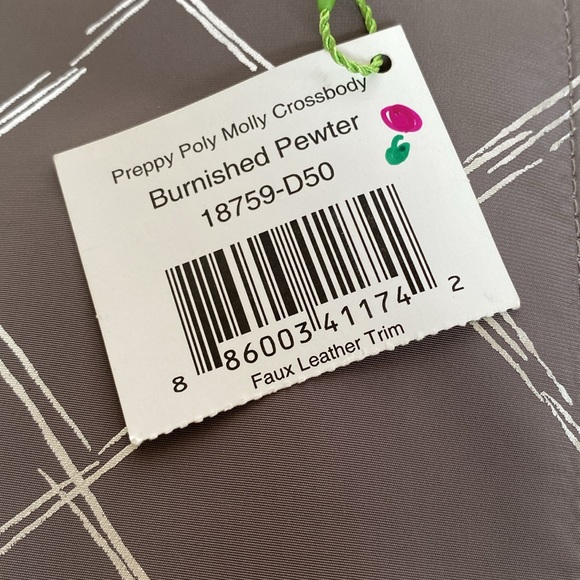 Preppy Poly Molly Crossbody
Burnished Pewter
18759-D50
8 86003 41174 2
Faux Leather Trim